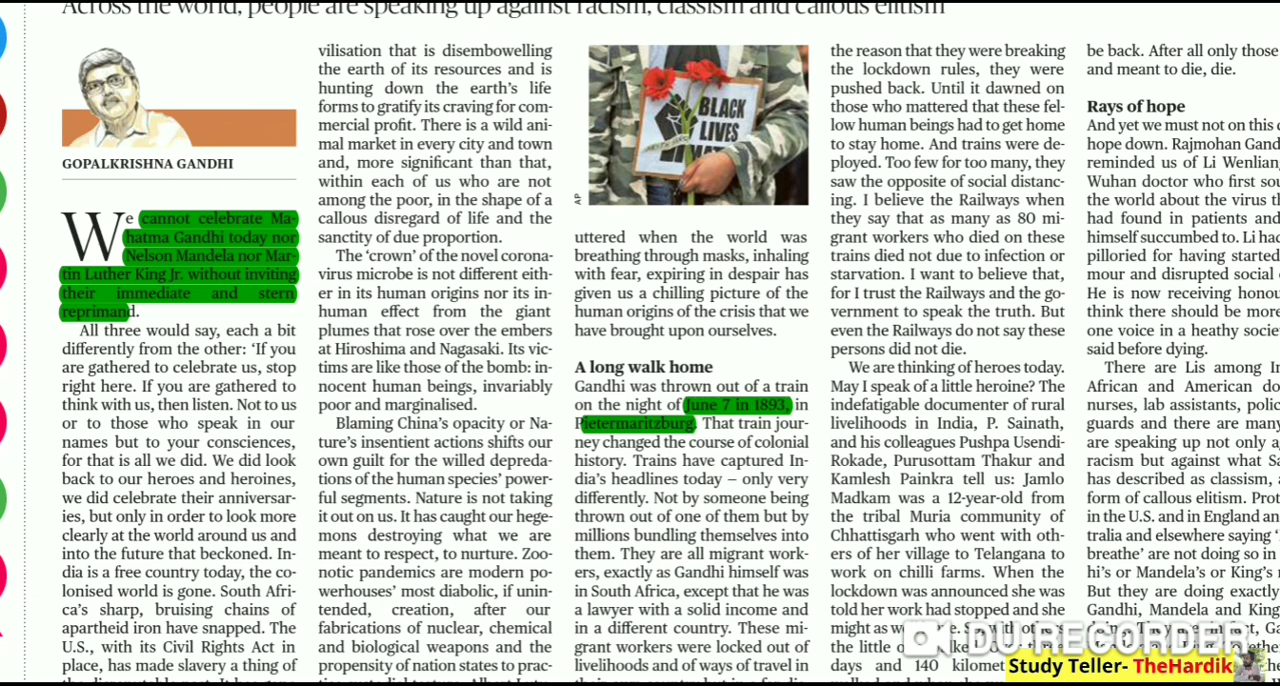 Across the world, people are speaking up against racism, classism and callous elitism
GOPALKRISHNA GANDHI
We cannot celebrate Ma-
hatma Gandhi today nor
Nelson Mandela nor Mar-
tin Luther King Jr. without inviting
their immediate and stern
reprimand.
All three would say, each a bit
differently from the other: ‘If you
are gathered to celebrate us, stop
right here. If you are gathered to
think with us, then listen. Not to us
or to those who speak in our
names but to your consciences,
for that is all we did. We did look
back to our heroes and heroines,
we did celebrate their anniversar-
ies, but only in order to look more
clearly at the world around us and
into the future that beckoned. In-
dia is a free country today, the co-
lonised world is gone. South Afri-
ca’s sharp, bruising chains of
apartheid iron have snapped. The
U.S., with its Civil Rights Act in
place, has made slavery a thing of
vilisation that is disembowelling
the earth of its resources and is
hunting down the earth’s life
forms to gratify its craving for com-
mercial profit. There is a wild ani-
mal market in every city and town
and, more significant than that,
within each of us who are not
among the poor, in the shape of a
callous disregard of life and the
sanctity of due proportion.
The ‘crown’ of the novel corona-
virus microbe is not different eith-
er in its human origins nor its in-
human effect from the giant
plumes that rose over the embers
at Hiroshima and Nagasaki. Its vic-
tims are like those of the bomb: in-
nocent human beings, invariably
poor and marginalised.
Blaming China’s opacity or Na-
ture’s insentient actions shifts our
own guilt for the willed depreda-
tions of the human species’ power-
ful segments. Nature is not taking
it out on us. It has caught our hege-
mons destroying what we are
meant to respect, to nurture. Zoo-
notic pandemics are modern po-
werhouses’ most diabolic, if unin-
tended, creation, after our
fabrications of nuclear, chemical
and biological weapons and the
propensity of nation states to prac-
BLACK
LIVES
AP
uttered when the world was
breathing through masks, inhaling
with fear, expiring in despair has
given us a chilling picture of the
human origins of the crisis that we
have brought upon ourselves.
A long walk home
Gandhi was thrown out of a train
on the night of June 7 in 1893, in
Pietermaritzburg. That train jour-
ney changed the course of colonial
history. Trains have captured In-
dia’s headlines today — only very
differently. Not by someone being
thrown out of one of them but by
millions bundling themselves into
them. They are all migrant work-
ers, exactly as Gandhi himself was
in South Africa, except that he was
a lawyer with a solid income and
in a different country. These mi-
grant workers were locked out of
livelihoods and of ways of travel in
the reason that they were breaking
the lockdown rules, they were
pushed back. Until it dawned on
those who mattered that these fel-
low human beings had to get home
to stay home. And trains were de-
ployed. Too few for too many, they
saw the opposite of social distanc-
ing. I believe the Railways when
they say that as many as 80 mi-
grant workers who died on these
trains died not due to infection or
starvation. I want to believe that,
for I trust the Railways and the go-
vernment to speak the truth. But
even the Railways do not say these
persons did not die.
We are thinking of heroes today.
May I speak of a little heroine? The
indefatigable documenter of rural
livelihoods in India, P. Sainath,
and his colleagues Pushpa Usendi-
Rokade, Purusottam Thakur and
Kamlesh Painkra tell us: Jamlo
Madkam was a 12-year-old from
the tribal Muria community of
Chhattisgarh who went with oth-
ers of her village to Telangana to
work on chilli farms. When the
lockdown was announced she was
told her work had stopped and she
might as
the little
days and 140
be back. After all only those
and meant to die, die.
Rays of hope
And yet we must not on this
hope down. Rajmohan Gand
reminded us of Li Wenlian
Wuhan doctor who first so
the world about the virus th
had found in patients and
himself succumbed to. Li had
pilloried for having started
mour and disrupted social
He is now receiving honou
think there should be more
one voice in a heathy socie
said before dying.
There are Lis among In
African and American do
nurses, lab assistants, polic
guards and there are many
are speaking up not only a
racism but against what Sa
has described as classism, a
form of callous elitism. Prot
in the U.S. and in England an
tralia and elsewhere saying ‘
breathe’ are not doing so in
hi’s or Mandela’s or King’s
But they are doing exactly
Gandhi, Mandela and King
DU RECORDER
Study Teller- TheHardik